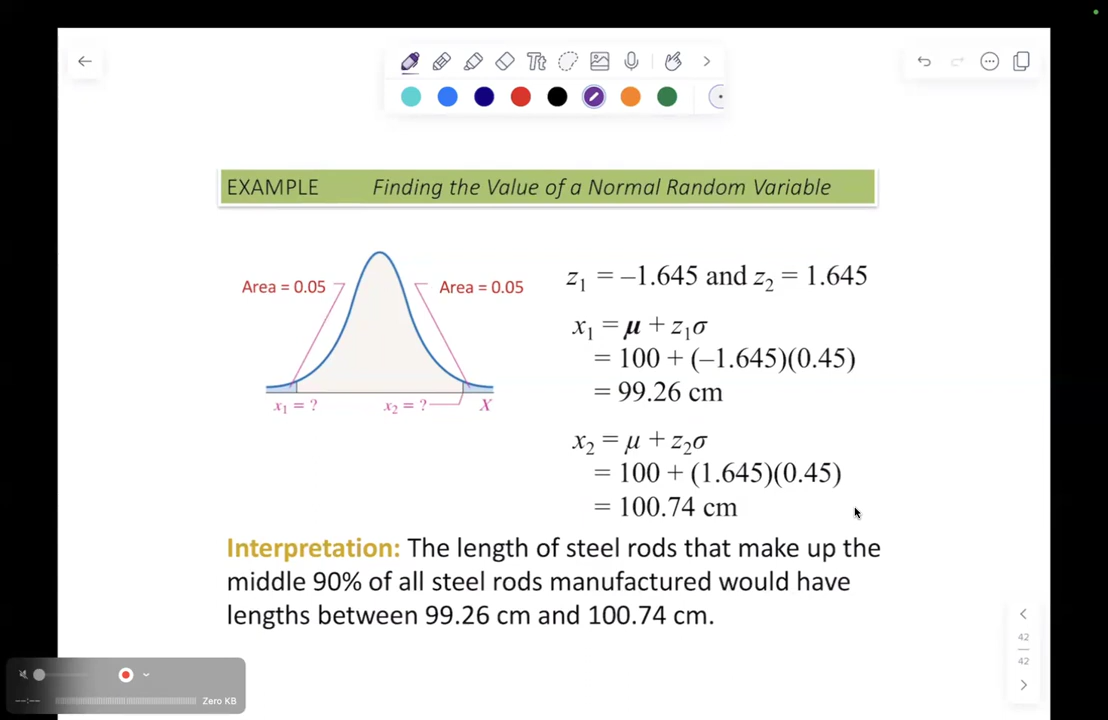 Tt
EXAMPLE Finding the Value of a Normal Random Variable
Area = 0.05
Area = 0.05
x₁ = ?
x₂ = ?
X
z₁ = –1.645 and z₂ = 1.645
x₁ = μ + z₁σ
= 100 + (–1.645)(0.45)
= 99.26 cm
x₂ = μ + z₂σ
= 100 + (1.645)(0.45)
= 100.74 cm
Interpretation: The length of steel rods that make up the
middle 90% of all steel rods manufactured would have
lengths between 99.26 cm and 100.74 cm.
42
42
--:--
Zero KB